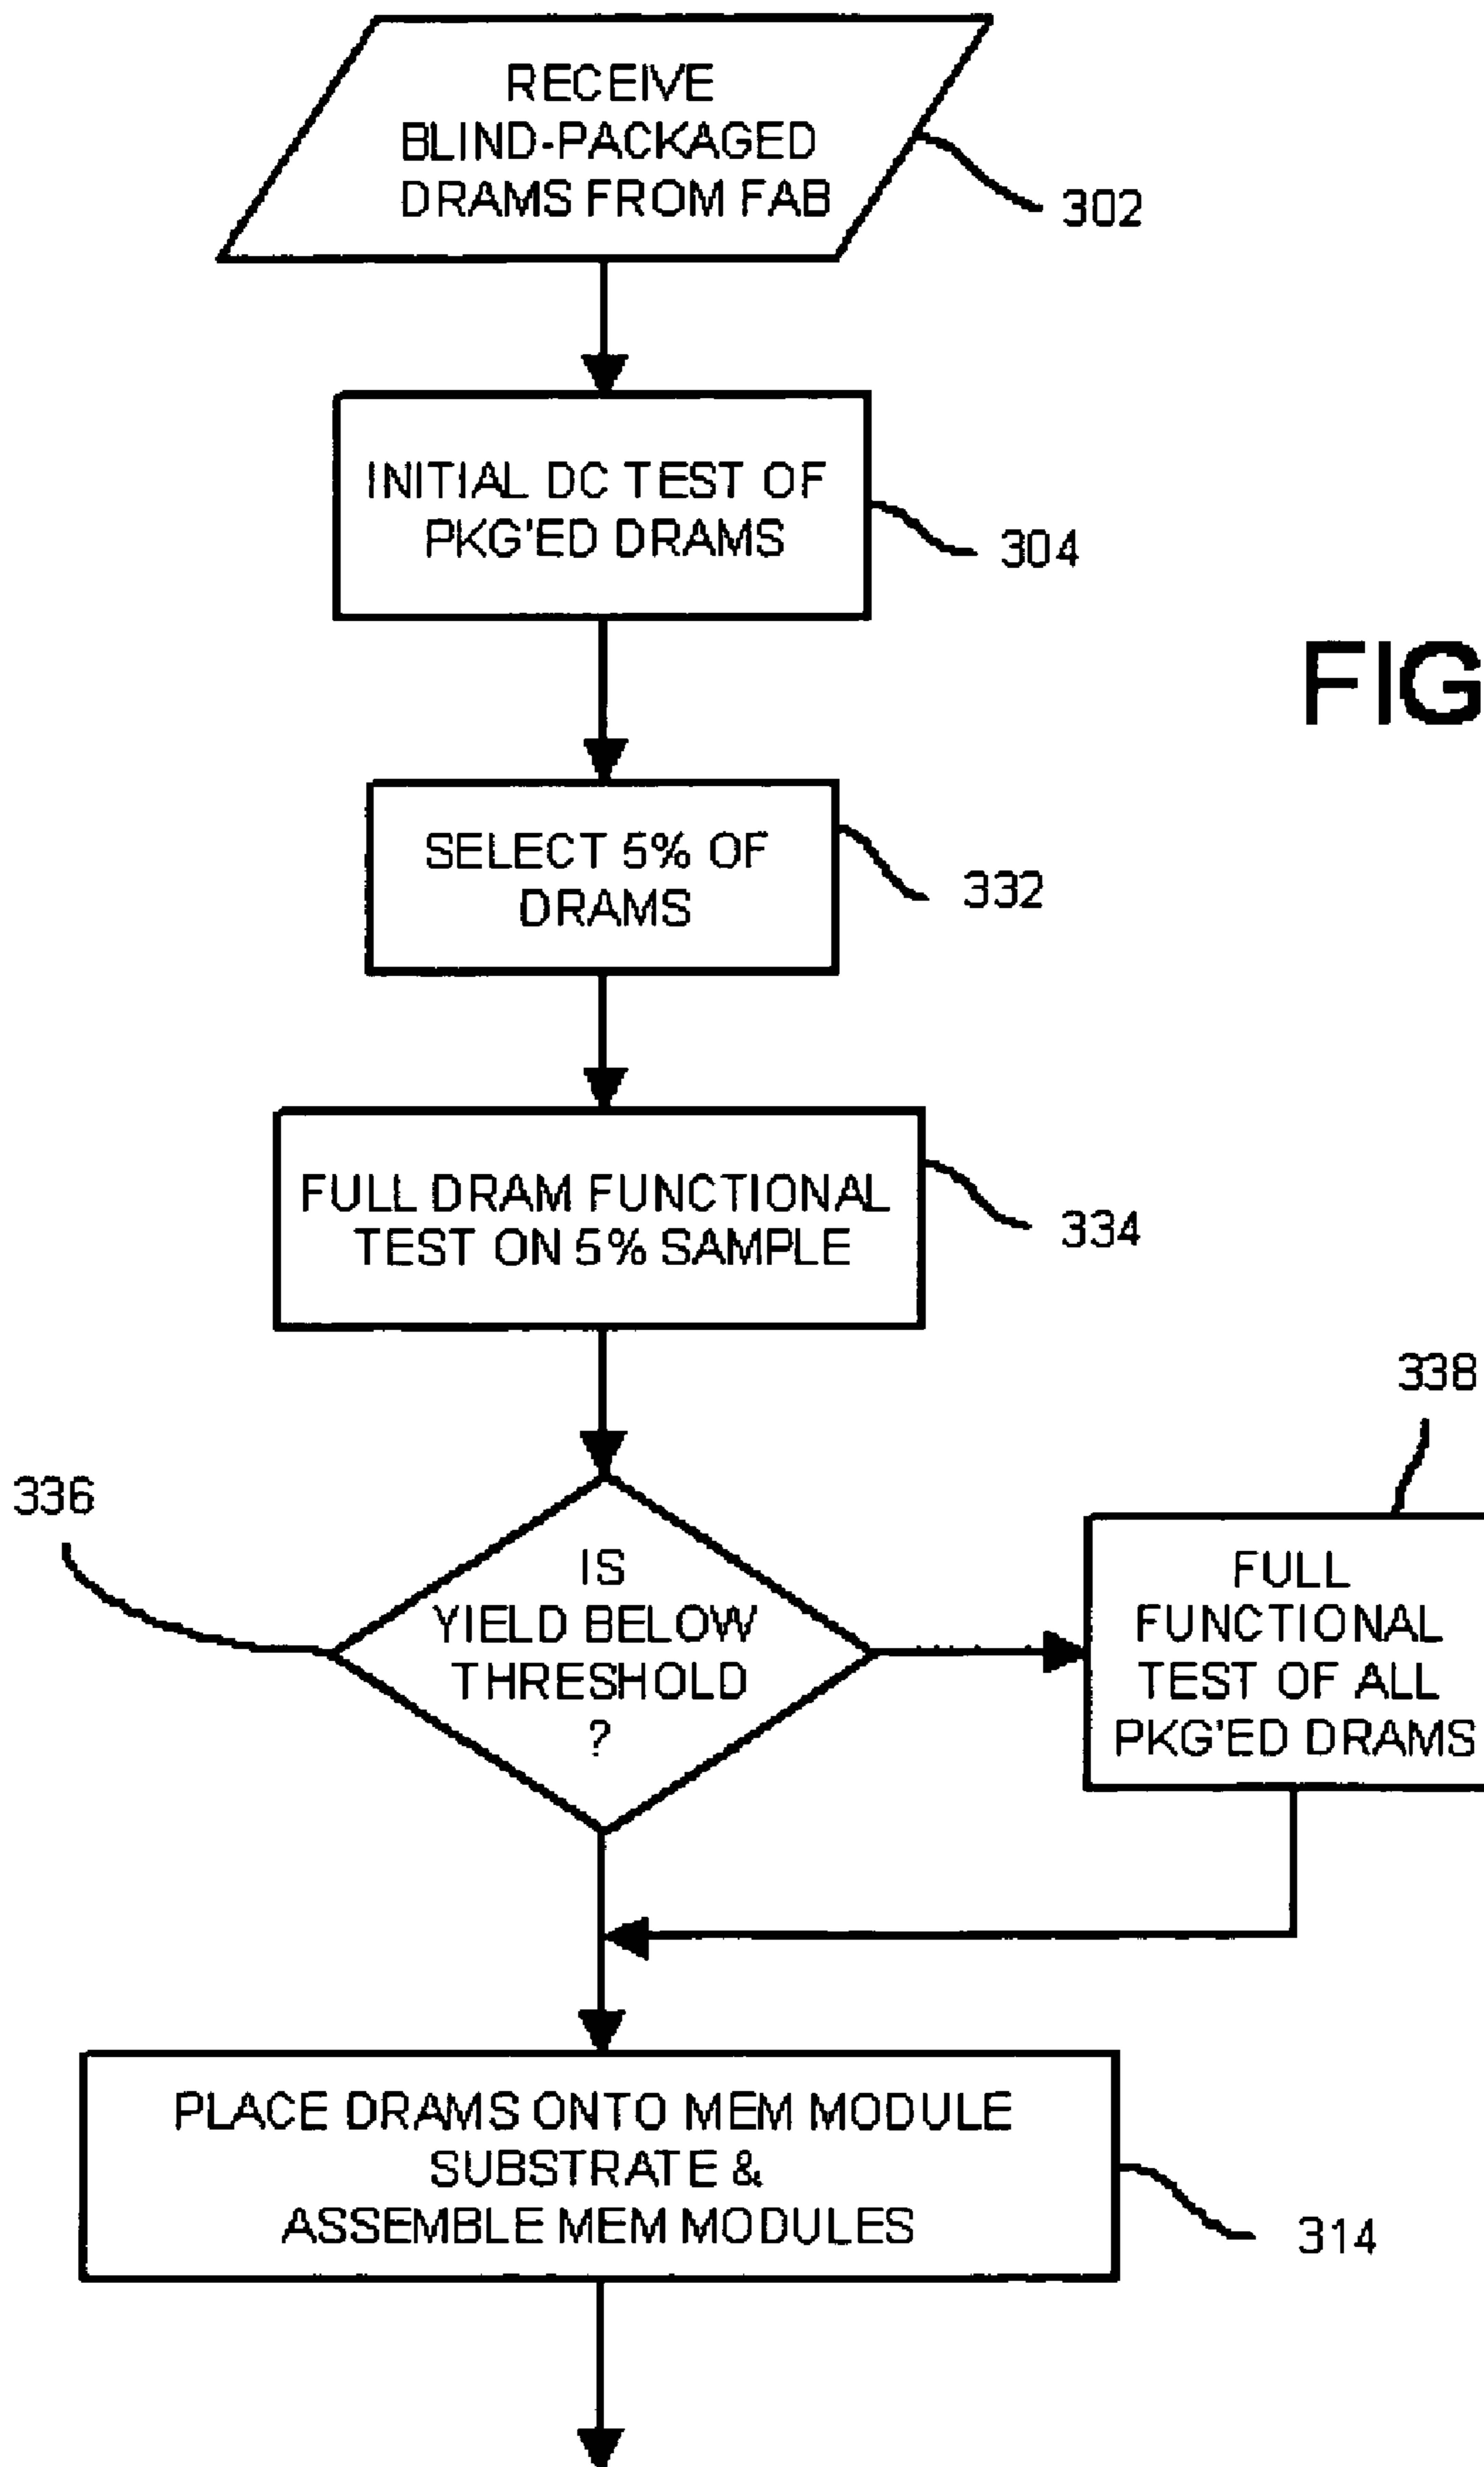 RECEIVE
BLIND-PACKAGED
DRAMS FROM FAB
302
INITIAL DC TEST OF
PKG'ED DRAMS
304
FIG
SELECT 5% OF
DRAMS
332
FULL DRAM FUNCTIONAL
TEST ON 5% SAMPLE
334
338
336
IS
YIELD BELOW
THRESHOLD
?
FULL
FUNCTIONAL
TEST OF ALL
PKG'ED DRAMS
PLACE DRAMS ONTO MEM MODULE
SUBSTRATE &
ASSEMBLE MEM MODULES
314